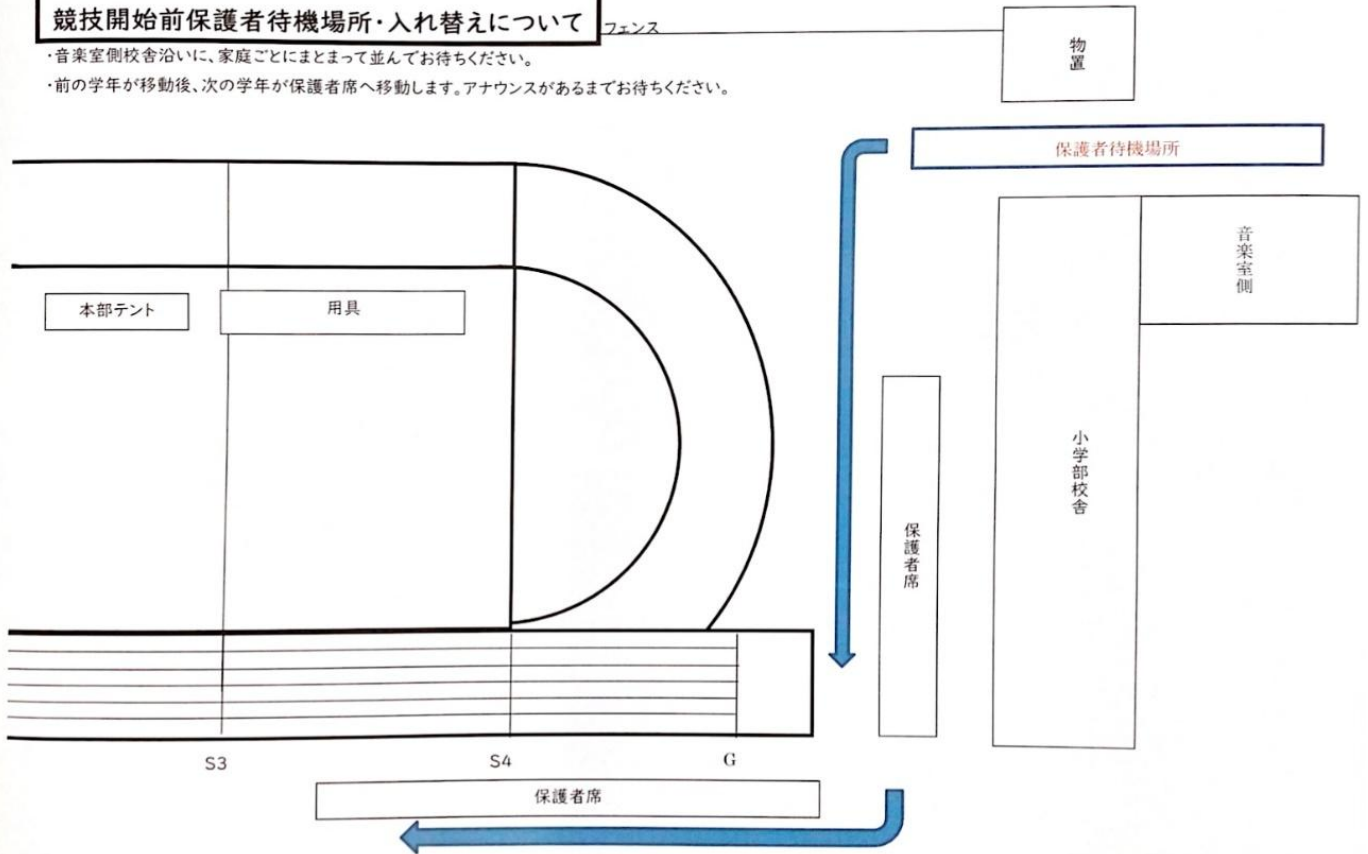 競技開始前保護者待機場所・入れ替えについて
フェンス
・音楽室側校舎沿いに、家庭ごとにまとまって並んでお待ちください。
・前の学年が移動後、次の学年が保護者席へ移動します。アナウンスがあるまでお待ちください。
物置
保護者待機場所
音楽室側
本部テント
用具
小学部校舎
保護者席
S3
S4
G
保護者席